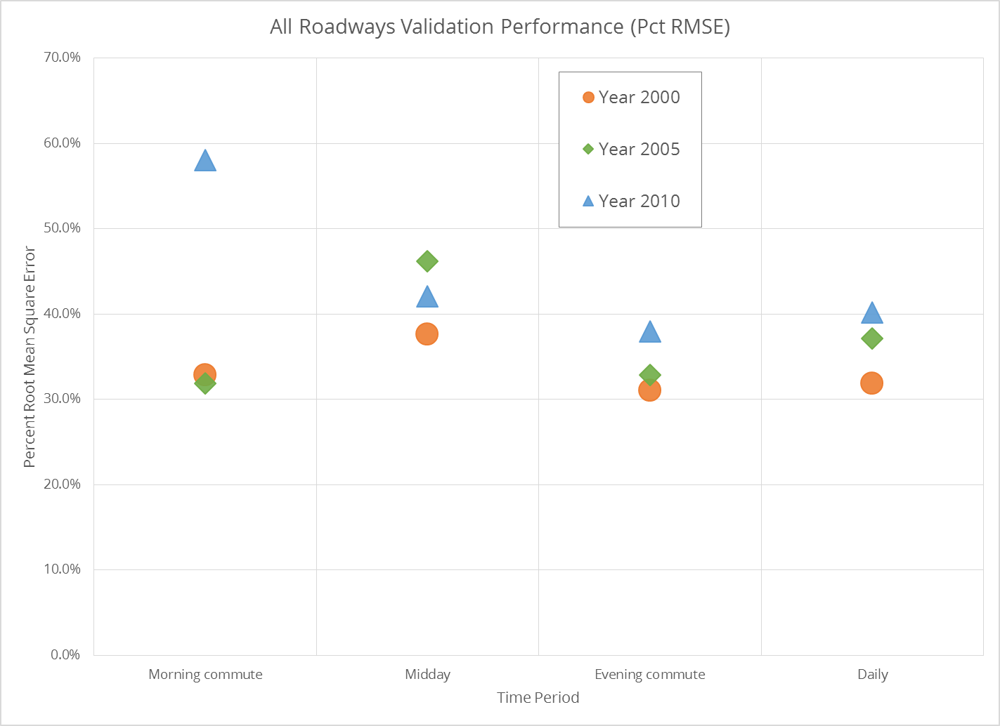 All Roadways Validation Performance (Pct RMSE)
70.0%
60.0%
50.0%
40.0%
30.0%
20.0%
10.0%
0.0%
Percent Root Mean Square Error
Year 2000
Year 2005
Year 2010
Morning commute
Midday
Evening commute
Daily
Time Period